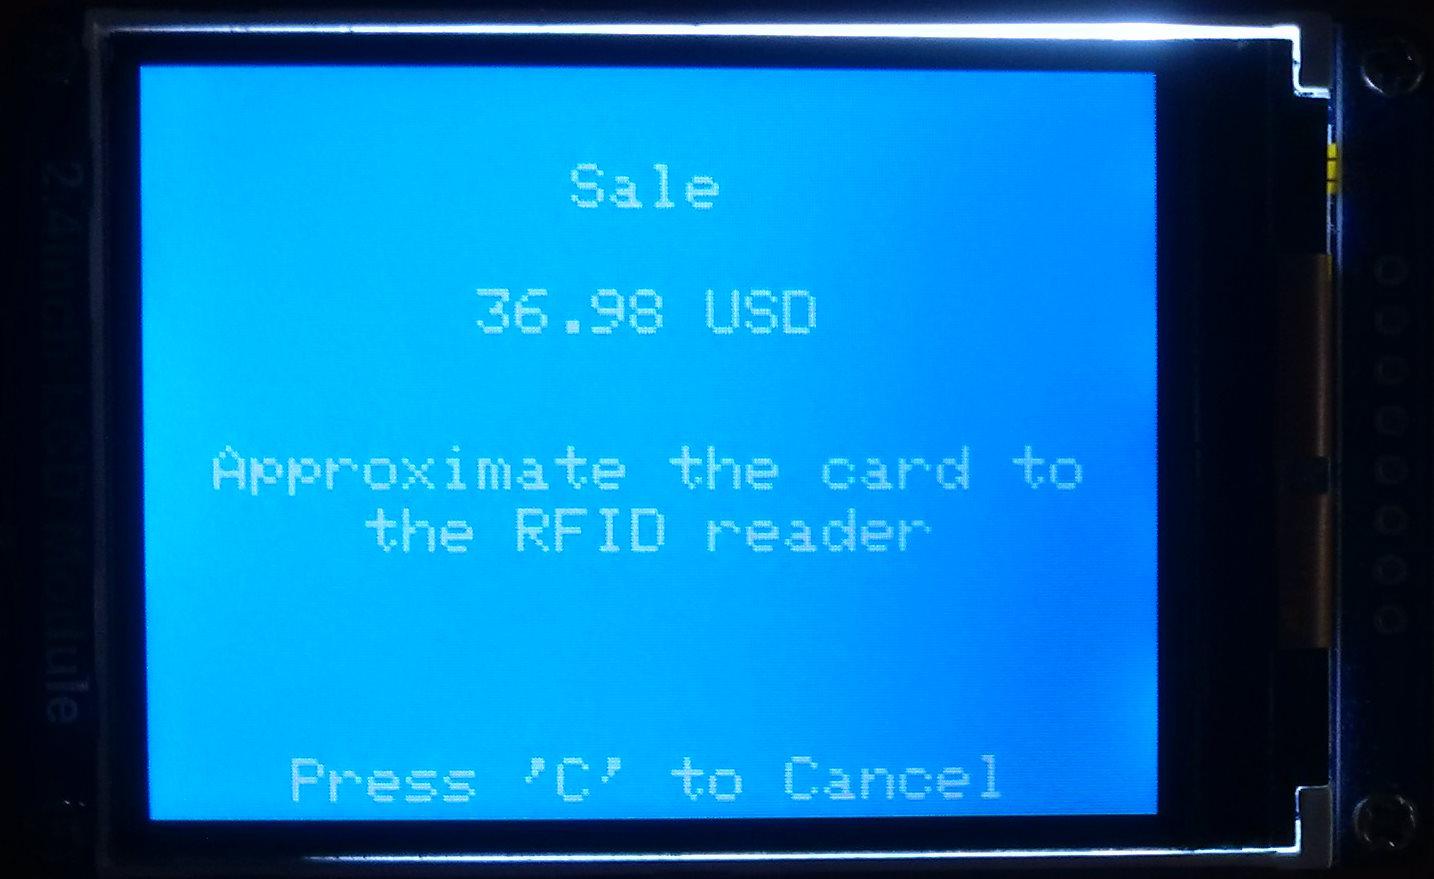 Sale
36.98 USD
Approximate the card to
the RFID reader
Press 'C' to Cancel